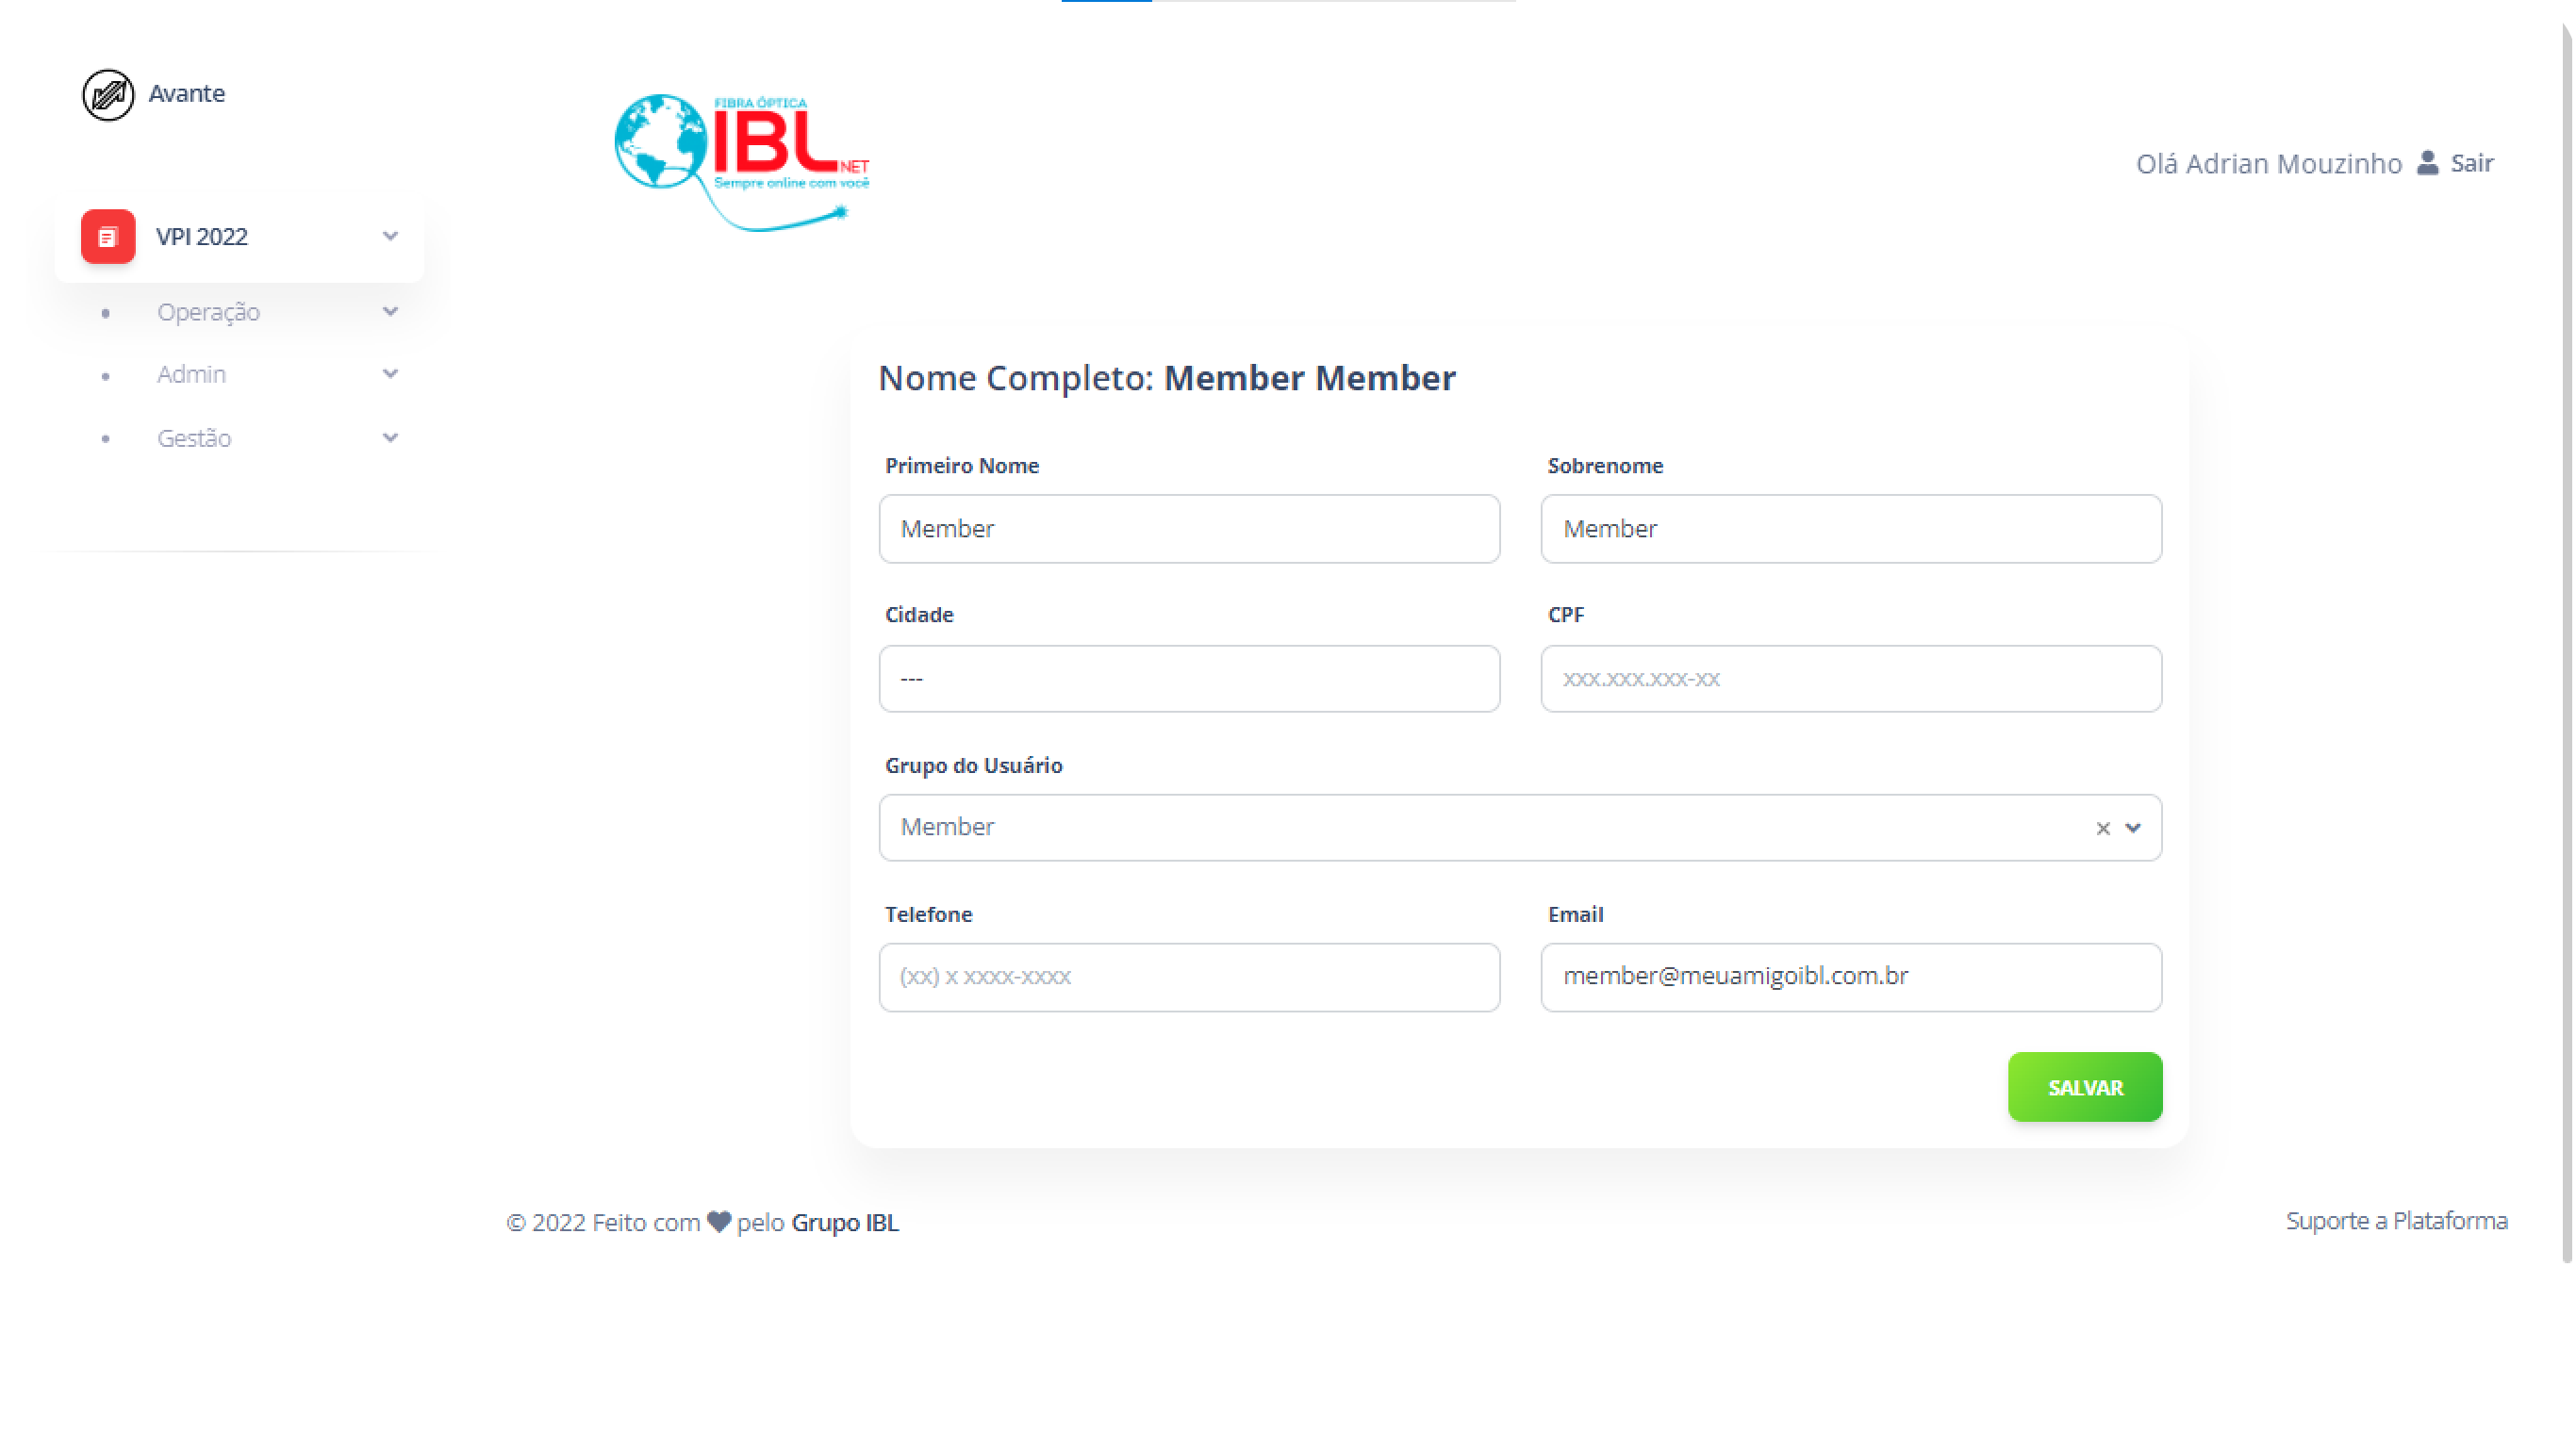 Avante
VPI 2022
Operação
Admin
Gestão
FIBRA ÓPTICA
IBL.NET
Sempre online com você
Olá Adrian Mouzinho Sair
Nome Completo: Member Member
Primeiro Nome
Sobrenome
Member
Member
Cidade
CPF
---
xxx.xxx.xxx-xx
Grupo do Usuário
Member
Telefone
Email
(xx) x xxxx-xxxx
member@meuamigoibl.com.br
SALVAR
© 2022 Feito com pelo Grupo IBL
Suporte a Plataforma